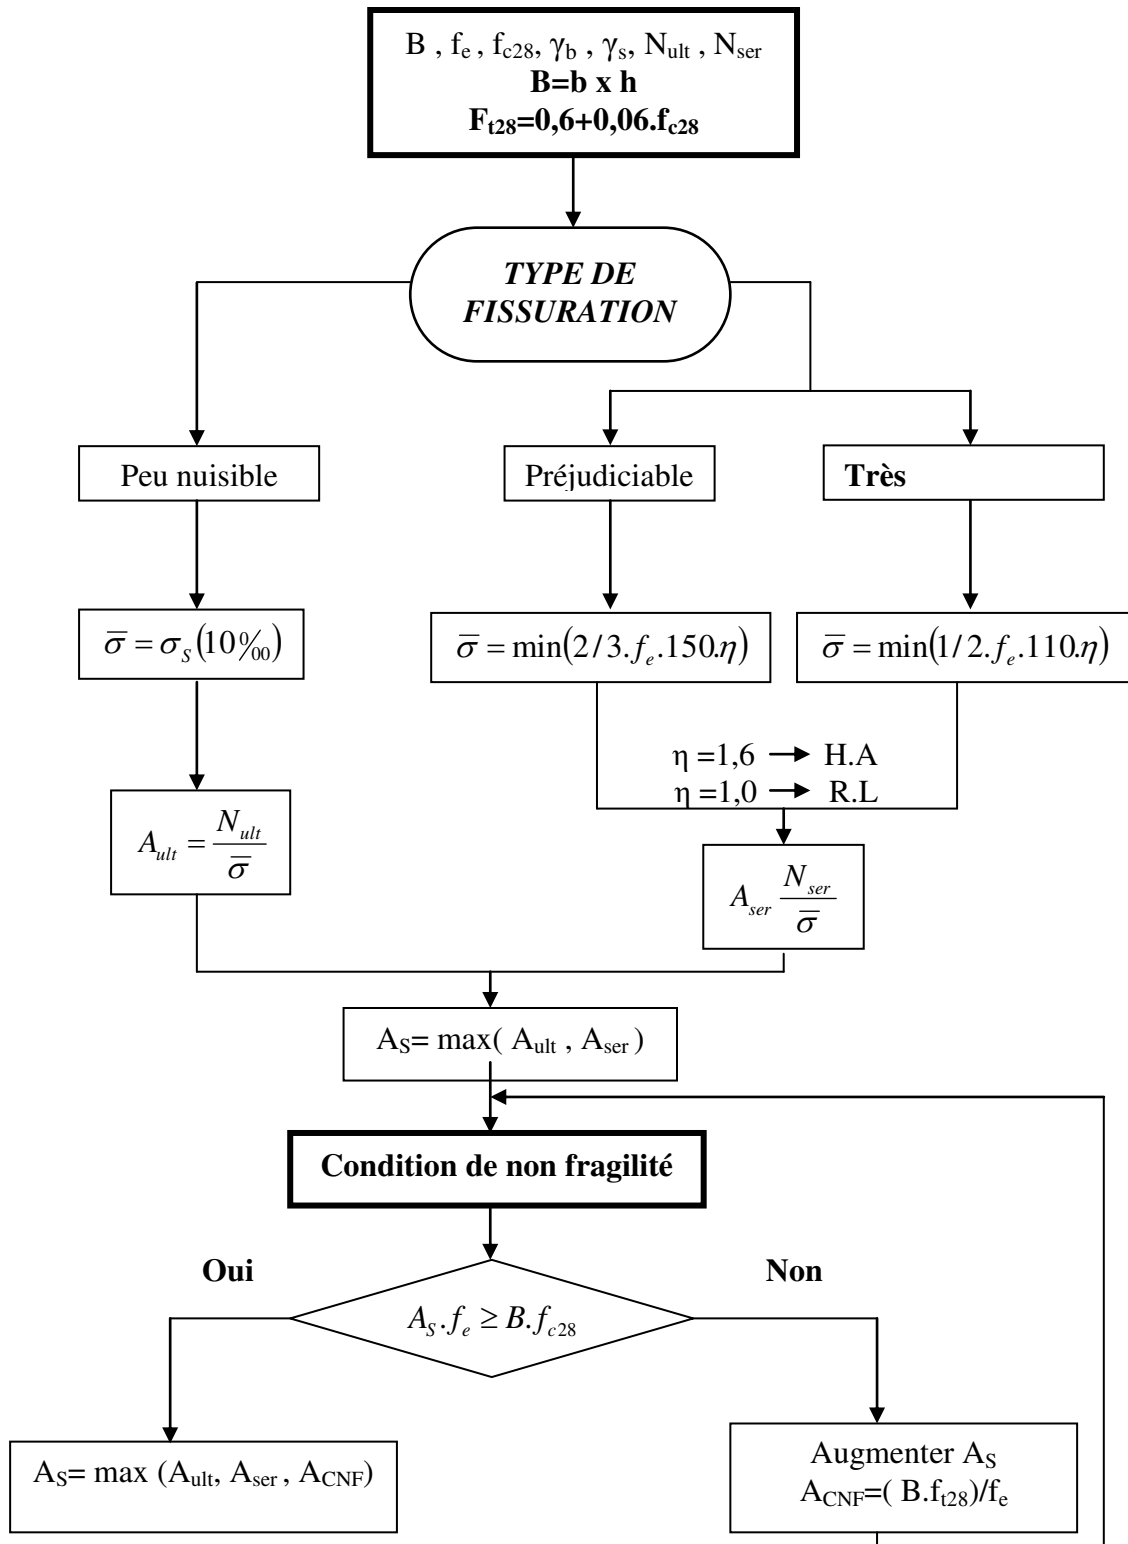 B , fe , fc28, γb , γs, Nult , Nser
B=b x h
Ft28=0,6+0,06.fc28
TYPE DE
FISSURATION
Peu nuisible
Préjudiciable
Très
σ̅ = σS(10‰)
σ̅ = min(2/3.fe.150.η)
σ̅ = min(1/2.fe.110.η)
η =1,6 → H.A
η =1,0 → R.L
Ault = Nult / σ̅
Aser Nser / σ̅
AS= max( Ault , Aser )
Condition de non fragilité
Oui
Non
AS.fe ≥ B.fc28
AS= max (Ault, Aser , ACNF)
Augmenter AS
ACNF=( B.ft28)/fe